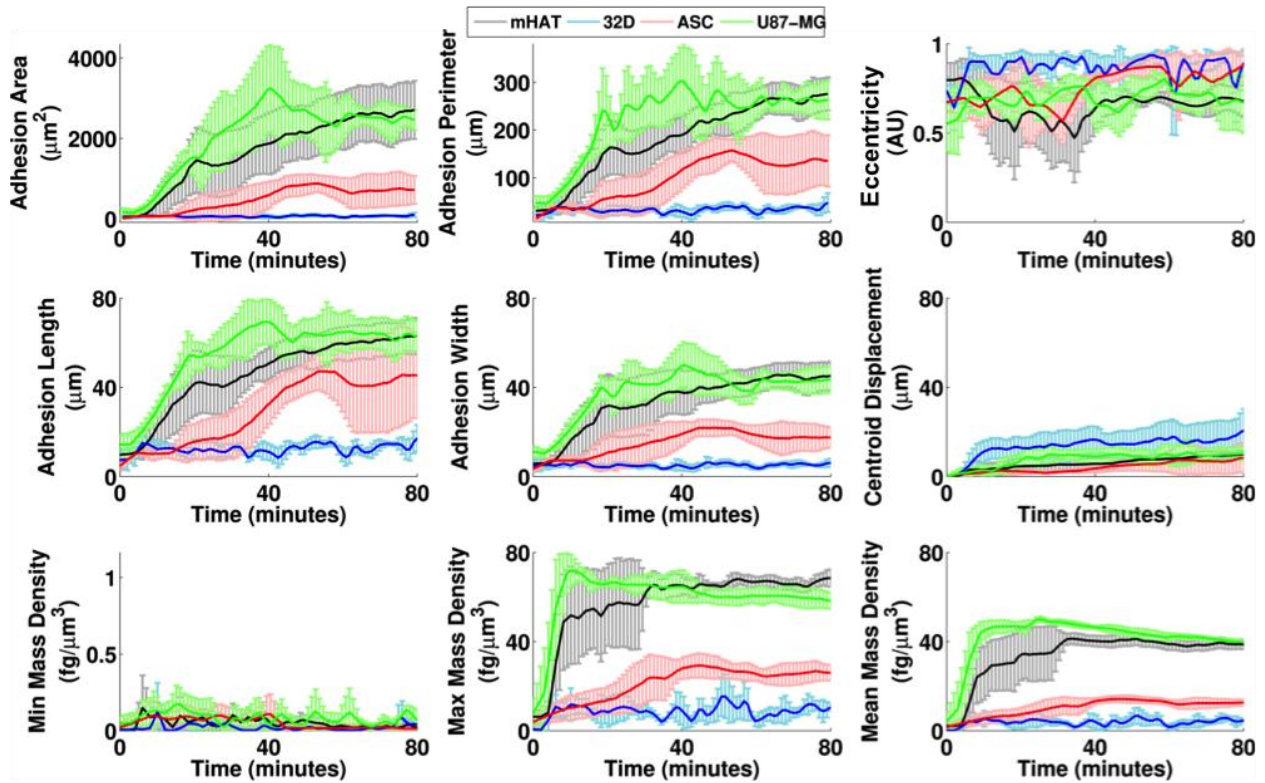 mHAT 32D ASC U87-MG
Adhesion Area
(μm2)
4000
2000
0
0 40 80
Time (minutes)
Adhesion Perimeter
(μm)
300
200
100
0 40 80
Time (minutes)
Ecccentricity
(AU)
1
0.5
0
0 40 80
Time (minutes)
Adhesion Length
(μm)
80
40
0
0 40 80
Time (minutes)
Adhesion Width
(μm)
80
40
0
0 40 80
Time (minutes)
Centroid Displacement
(μm)
80
40
0
0 40 80
Time (minutes)
Min Mass Density
(fg/μm3)
1
0.5
0
0 40 80
Time (minutes)
Max Mass Density
(fg/μm3)
80
40
0
0 40 80
Time (minutes)
Mean Mass Density
(fg/μm3)
80
40
0
0 40 80
Time (minutes)